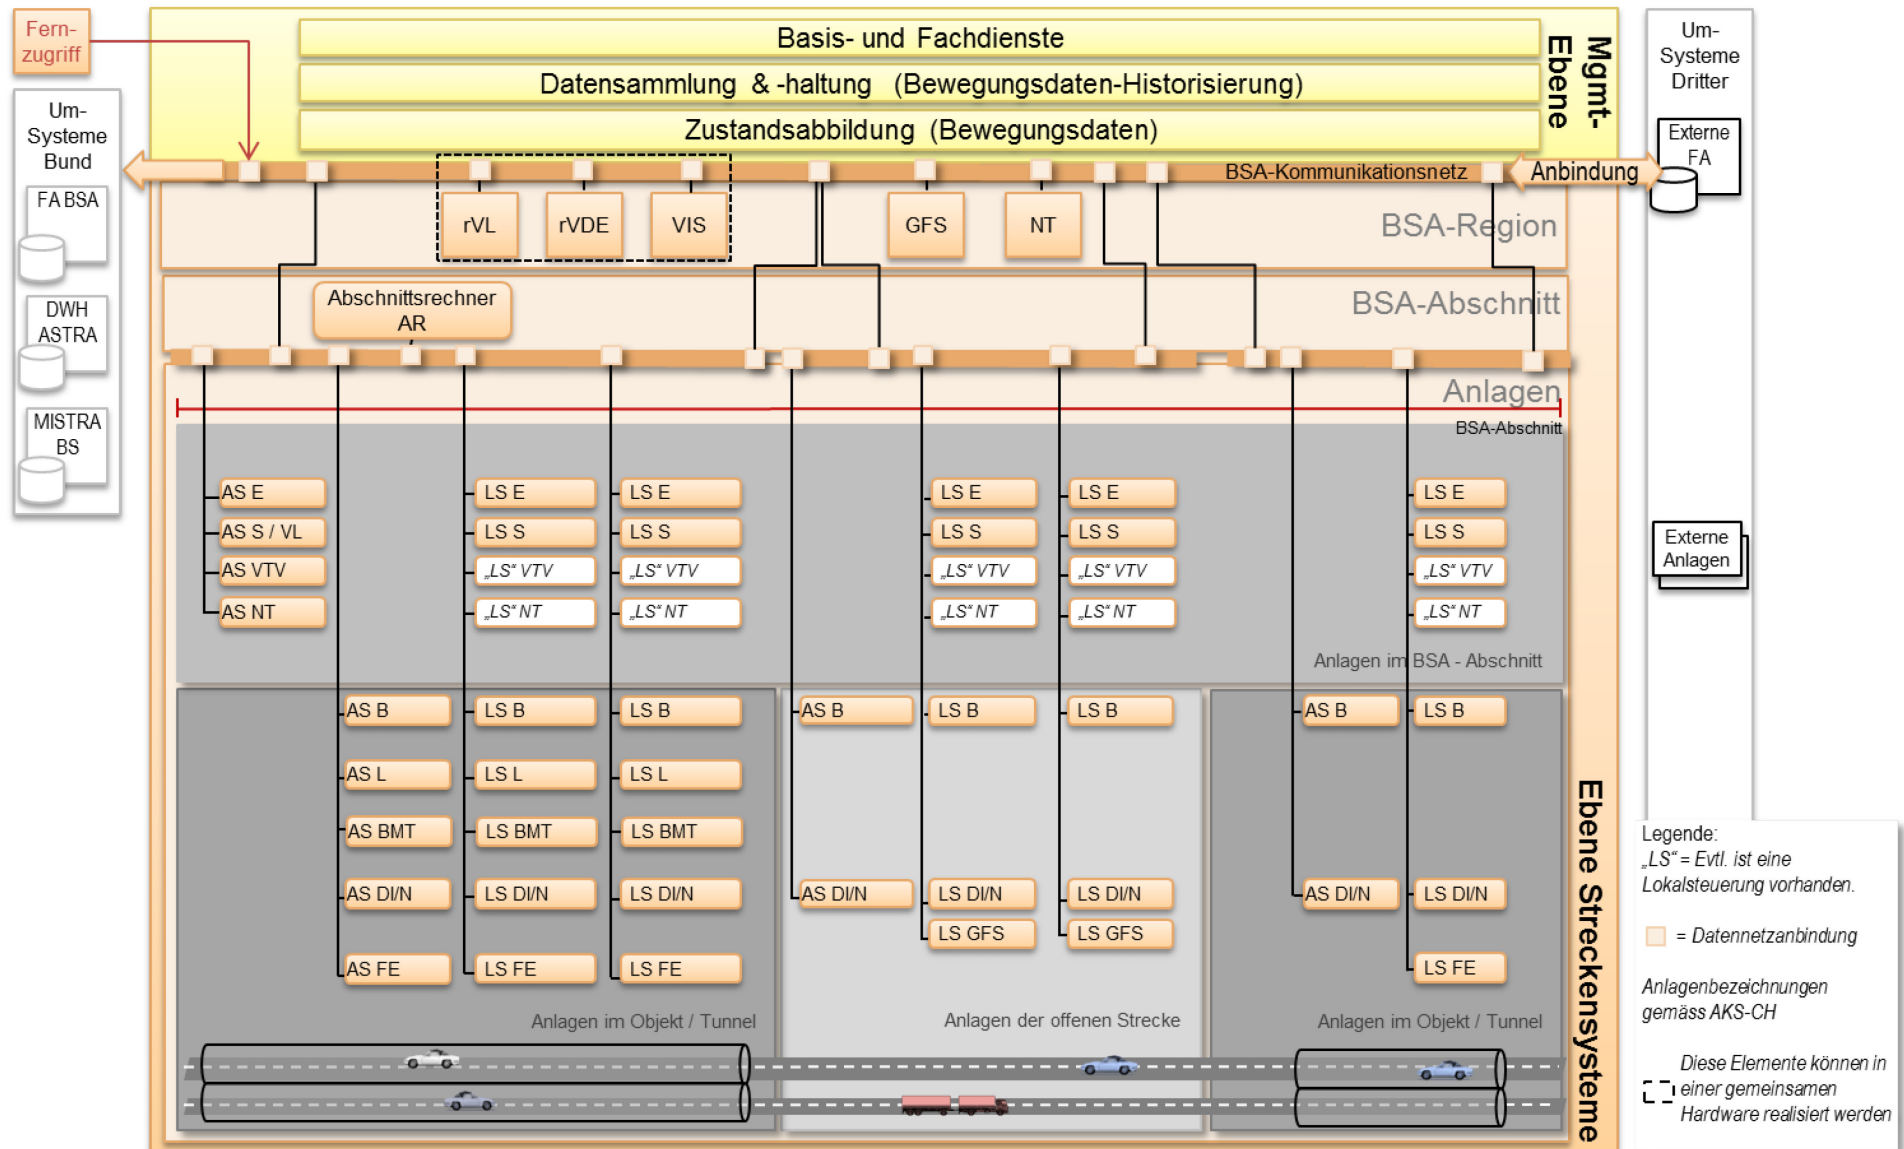 Fern-
zugriff
Um-
Systeme
Bund
FA BSA
DWH
ASTRA
MISTRA
BS
Basis- und Fachdienste
Datensammlung & -haltung (Bewegungsdaten-Historisierung)
Zustandsabbildung (Bewegungsdaten)
Mgmt-
Ebene
Um-
Systeme
Dritter
Externe
FA
BSA-Kommunikationsnetz
Anbindung
rVL
rVDE
VIS
GFS
NT
BSA-Region
Abschnittsrechner
AR
BSA-Abschnitt
Anlagen
BSA-Abschnitt
AS E
LS E
LS E
LS E
LS E
LS E
AS S / VL
LS S
LS S
LS S
LS S
LS S
AS VTV
„LS“ VTV
„LS“ VTV
„LS“ VTV
„LS“ VTV
„LS“ VTV
AS NT
„LS“ NT
„LS“ NT
„LS“ NT
„LS“ NT
„LS“ NT
Anlagen im BSA - Abschnitt
Externe
Anlagen
AS B
LS B
LS B
AS B
LS B
LS B
AS B
LS B
AS L
LS L
LS L
AS BMT
LS BMT
LS BMT
AS DI/N
LS DI/N
LS DI/N
AS DI/N
LS DI/N
LS DI/N
AS DI/N
LS DI/N
LS GFS
LS GFS
AS FE
LS FE
LS FE
LS FE
Anlagen im Objekt / Tunnel
Anlagen der offenen Strecke
Anlagen im Objekt / Tunnel
Ebene Streckensysteme
Legende:
„LS“ = Evtl. ist eine
Lokalsteuerung vorhanden.
= Datennetzanbindung
Anlagenbezeichnungen
gemäss AKS-CH
Diese Elemente können in
einer gemeinsamen
Hardware realisiert werden